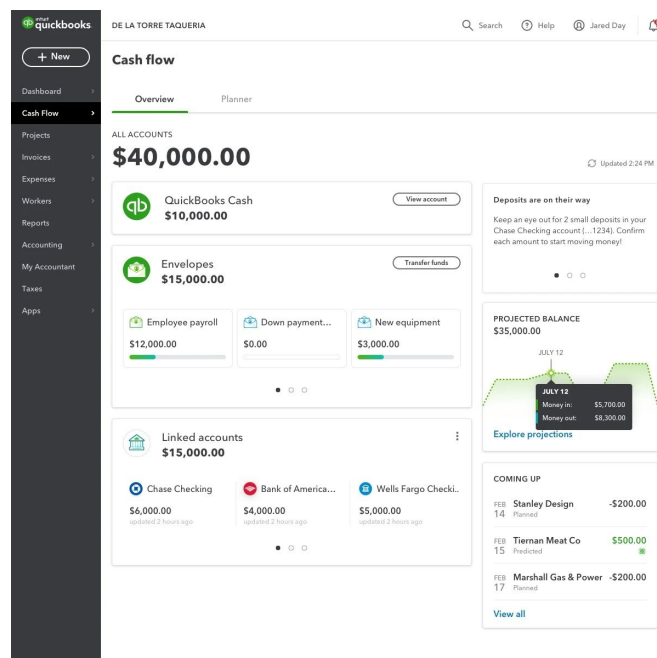 intuit
quickbooks
DE LA TORRE TAQUERIA
Search
Help
Jared Day
+ New
Dashboard
Cash Flow
Projects
Invoices
Expenses
Workers
Reports
Accounting
My Accountant
Taxes
Apps
Cash flow
Overview
Planner
ALL ACCOUNTS
$40,000.00
Updated 2:24 PM
qb
QuickBooks Cash
$10,000.00
View account
Envelopes
$15,000.00
Transfer funds
Employee payroll
$12,000.00
Down payment...
$0.00
New equipment
$3,000.00
Linked accounts
$15,000.00
Chase Checking
$6,000.00
updated 2 hours ago
Bank of America...
$4,000.00
updated 2 hours ago
Wells Fargo Checki..
$5,000.00
updated 2 hours ago
Deposits are on their way
Keep an eye out for 2 small deposits in your
Chase Checking account (...1234). Confirm
each amount to start moving money!
PROJECTED BALANCE
$35,000.00
JULY 12
JULY 12
Money in: $5,700.00
Money out: $8,300.00
Explore projections
COMING UP
FEB 14 Stanley Design -$200.00
Planned
FEB 15 Tiernan Meat Co $500.00
Predicted
FEB 17 Marshall Gas & Power -$200.00
Planned
View all